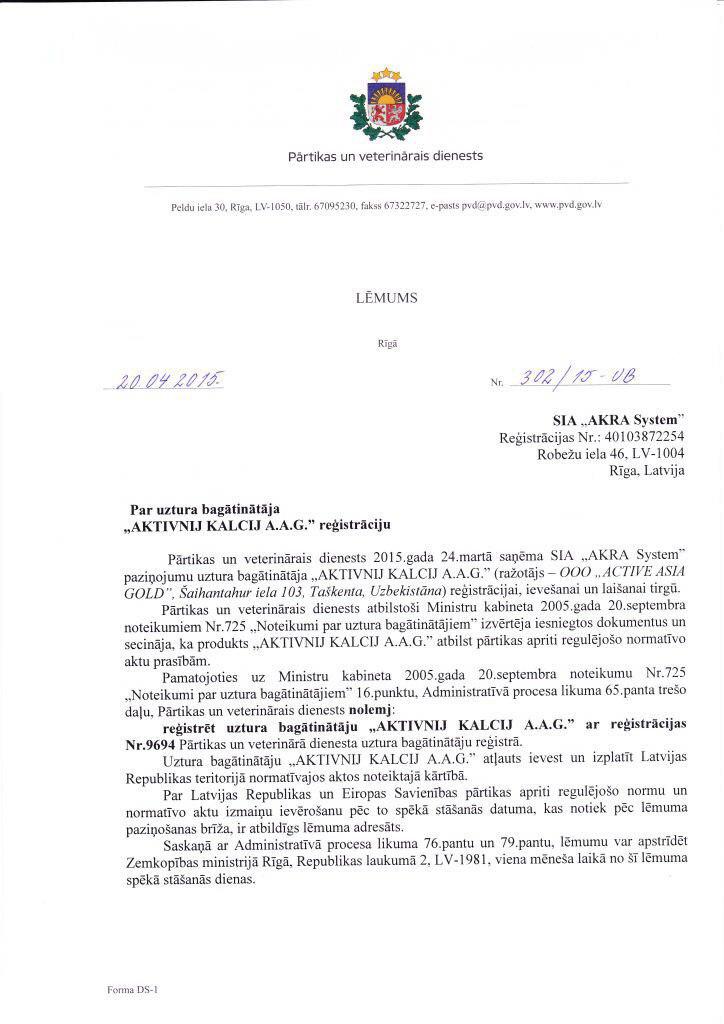 Pārtikas un veterinārais dienests
Peldu iela 30, Rīga, LV-1050, tālr. 67095230, fakss 67322727, e-pasts pvd@pvd.gov.lv, www.pvd.gov.lv
LĒMUMS
Rīgā
20.04 2015. Nr. 302/15-UB
SIA „AKRA System”
Reģistrācijas Nr.: 40103872254
Robežu iela 46, LV-1004
Rīga, Latvija
Par uztura bagātinātāja
„AKTIVNIJ KALCIJ A.A.G.” reģistrāciju
Pārtikas un veterinārais dienests 2015.gada 24.martā saņēma SIA „AKRA System”
paziņojumu uztura bagātinātāja „AKTIVNIJ KALCIJ A.A.G.” (ražotājs – OOO „ACTIVE ASIA
GOLD”, Šaihantahur iela 103, Taškenta, Uzbekistāna) reģistrācijai, ievešanai un laišanai tirgū.
Pārtikas un veterinārais dienests atbilstoši Ministru kabineta 2005.gada 20.septembra
noteikumiem Nr.725 „Noteikumi par uztura bagātinātājiem” izvērtēja iesniegtos dokumentus un
secināja, ka produkts „AKTIVNIJ KALCIJ A.A.G.” atbilst pārtikas apriti regulējošo normatīvo
aktu prasībām.
Pamatojoties uz Ministru kabineta 2005.gada 20.septembra noteikumu Nr.725
„Noteikumi par uztura bagātinātājiem” 16.punktu, Administratīvā procesa likuma 65.panta trešo
daļu, Pārtikas un veterinārais dienests nolemj:
reģistrēt uztura bagātinātāju „AKTIVNIJ KALCIJ A.A.G.” ar reģistrācijas
Nr.9694 Pārtikas un veterinārā dienesta uztura bagātinātāju reģistrā.
Uztura bagātinātāju „AKTIVNIJ KALCIJ A.A.G.” atļauts ievest un izplatīt Latvijas
Republikas teritorijā normatīvajos aktos noteiktajā kārtībā.
Par Latvijas Republikas un Eiropas Savienības pārtikas apriti regulējošo normu un
normatīvo aktu izmaiņu ievērošanu pēc to spēkā stāšanās datuma, kas notiek pēc lēmuma
paziņošanas brīža, ir atbildīgs lēmuma adresāts.
Saskaņā ar Administratīvā procesa likuma 76.pantu un 79.pantu, lēmumu var apstrīdēt
Zemkopības ministrijā Rīgā, Republikas laukumā 2, LV-1981, viena mēneša laikā no šī lēmuma
spēkā stāšanās dienas.
Forma DS-1